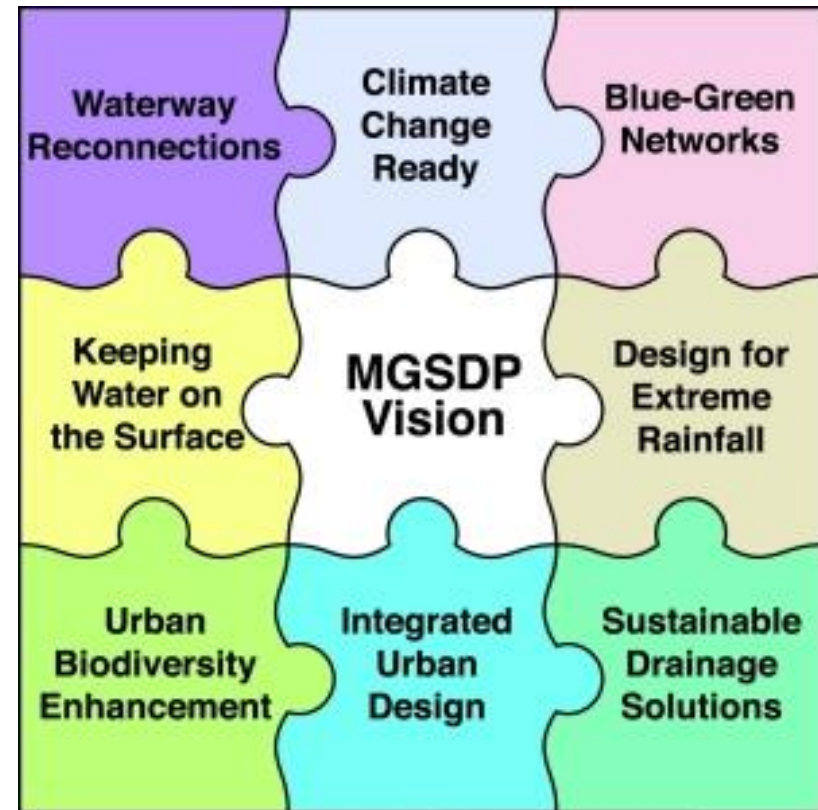 Waterway
Reconnections
Climate
Change
Ready
Blue-Green
Networks
Keeping
Water on
the Surface
MGSDP
Vision
Design for
Extreme
Rainfall
Urban
Biodiversity
Enhancement
Integrated
Urban
Design
Sustainable
Drainage
Solutions